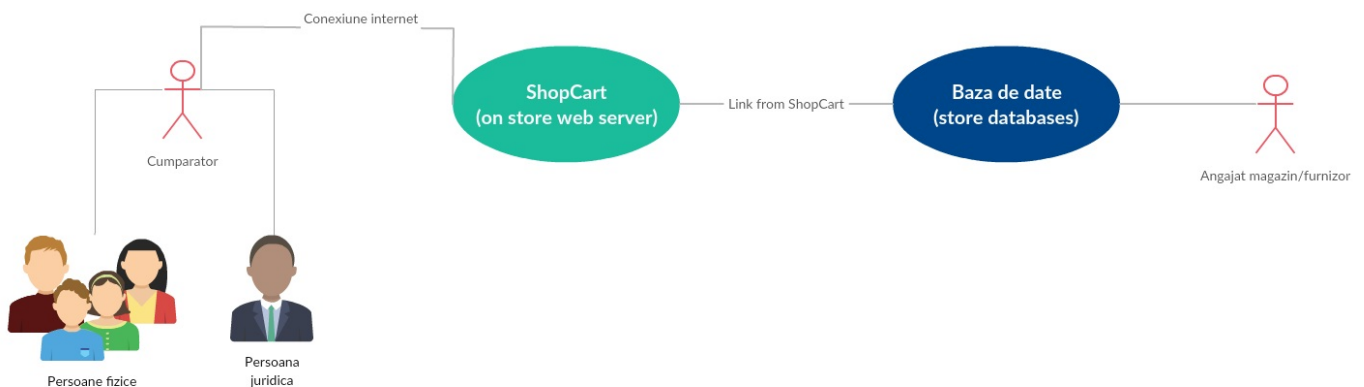 Conexiune internet
ShopCart
(on store web server)
Link from ShopCart
Baza de date
(store databases)
Cumparator
Angajat magazin/furnizor
Persoane fizice
Persoana
juridica